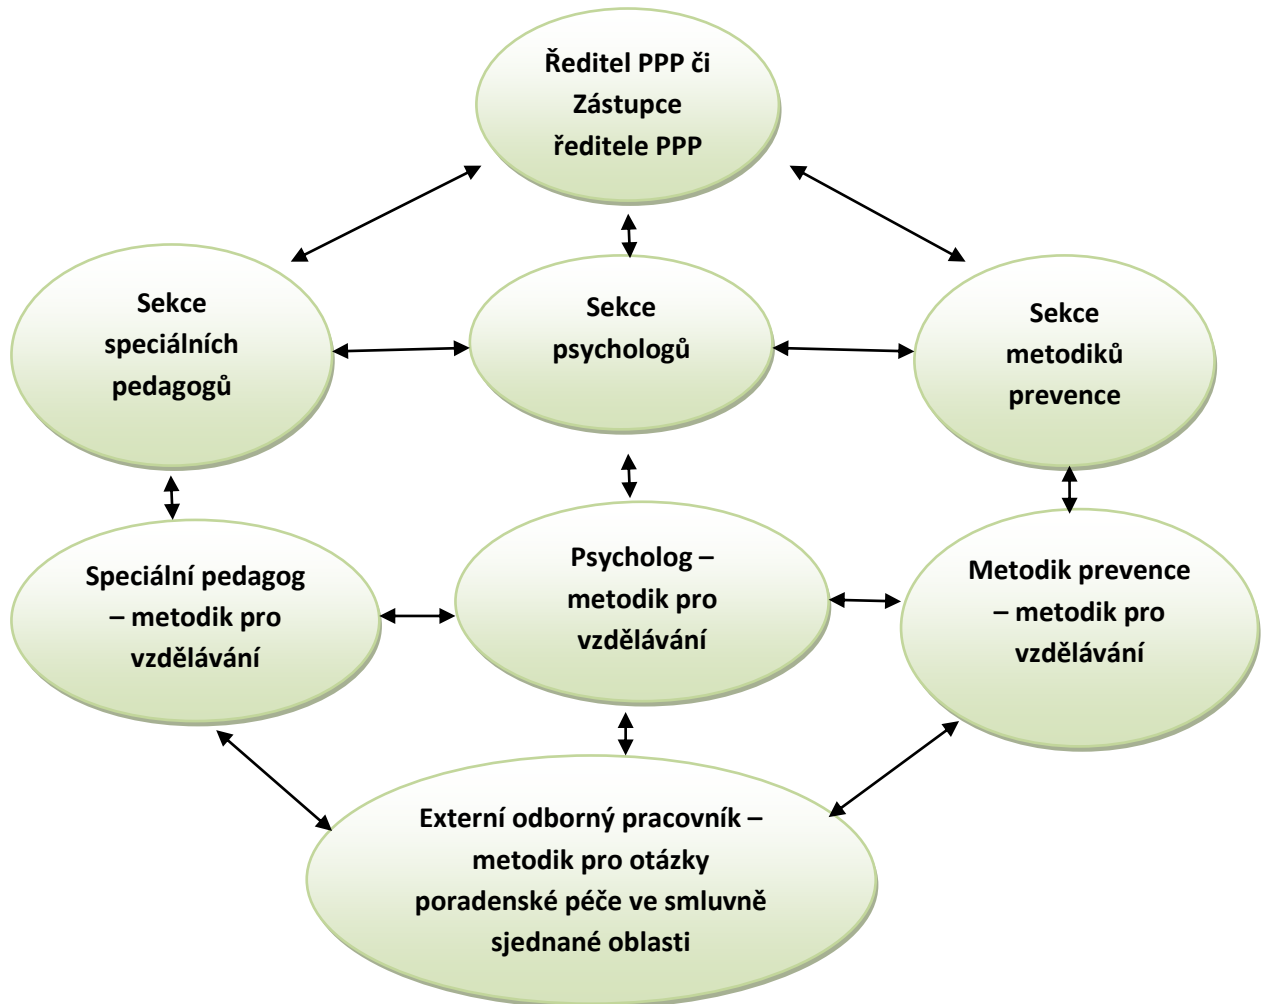 Ředitel PPP či
Zástupce
ředitele PPP
Sekce
speciálních
pedagogů
Sekce
psychologů
Sekce
metodiků
prevence
Speciální pedagog
– metodik pro
vzdělávání
Psycholog –
metodik pro
vzdělávání
Metodik prevence
– metodik pro
vzdělávání
Externí odborný pracovník –
metodik pro otázky
poradenské péče ve smluvně
sjednané oblasti